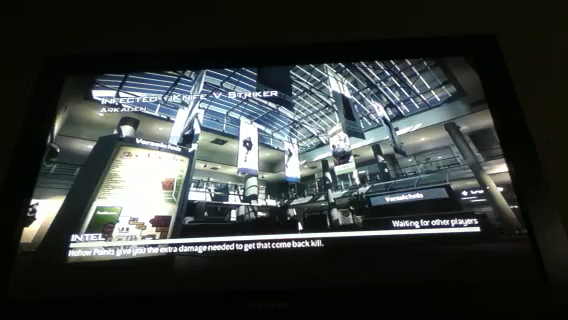 INFECTED - KNIFE V STRIKER
ARKADEN
Verzeichnis
Verzeichnis
Waiting for other players
INTEL
Hollow Points give you the extra damage needed to get that come back kill.